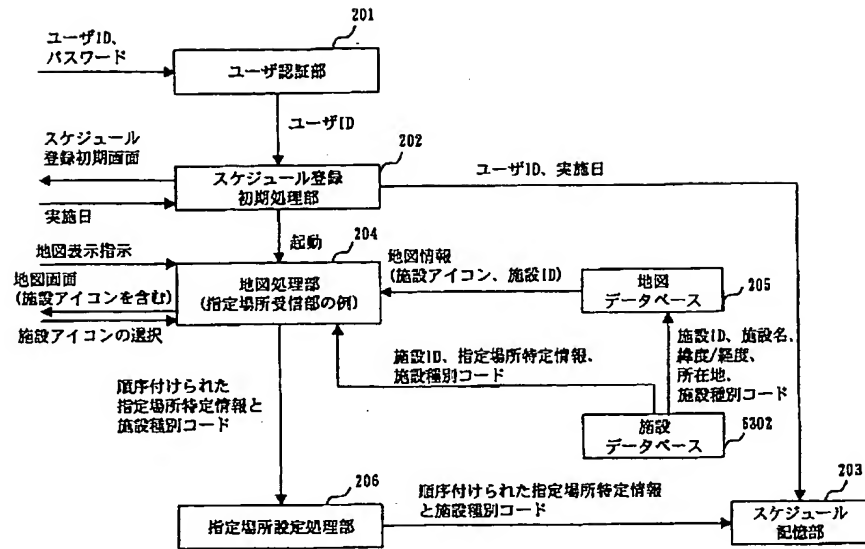 201
ユーザID、
パスワード
ユーザ認証部
ユーザID
スケジュール
登録初期画面
202
スケジュール登録
初期処理部
ユーザID、実施日
実施日
起動
204
地図表示指示
地図画面
(施設アイコンを含む)
施設アイコンの選択
地図処理部
(指定場所受信部の例)
地図情報
(施設アイコン、施設ID)
地図
データベース
205
施設ID、施設名、
緯度/経度、
所在地、
施設種別コード
施設ID、指定場所特定情報、
施設種別コード
順序付けられた
指定場所特定情報と
施設種別コード
施設
データベース
5302
206
指定場所設定処理部
順序付けられた指定場所特定情報
と施設種別コード
203
スケジュール
記憶部